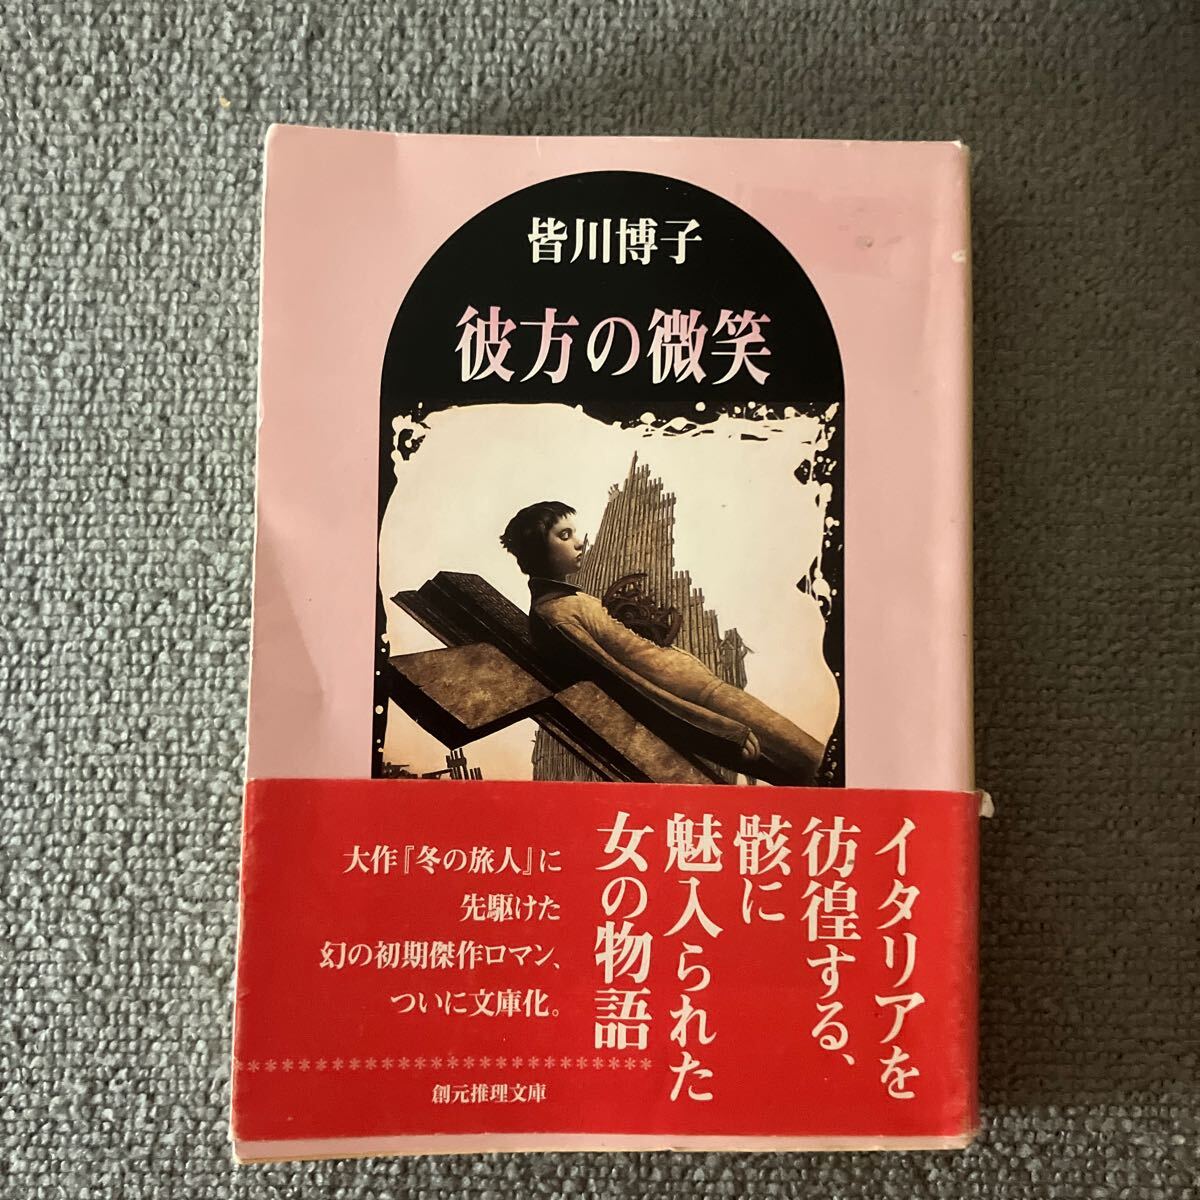 皆川博子
彼方の微笑
イタリアを
彷徨する、
骸に
魅入られた
女の物語
大作『冬の旅人』に
先駆けた
幻の初期傑作ロマン、
ついに文庫化。
************************
創元推理文庫